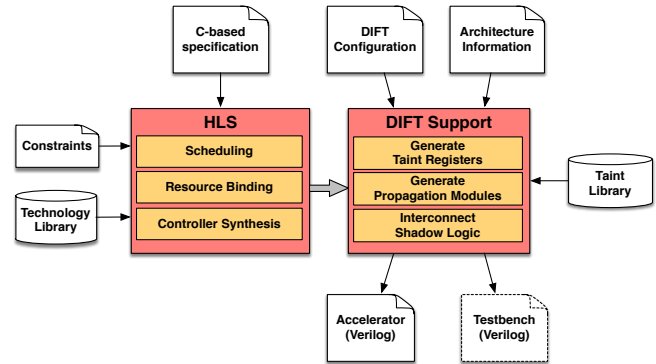 C-based
specification
DIFT
Configuration
Architecture
Information
HLS
Scheduling
Resource Binding
Controller Synthesis
Constraints
Technology
Library
DIFT Support
Generate
Taint Registers
Generate
Propagation Modules
Interconnect
Shadow Logic
Taint
Library
Accelerator
(Verilog)
Testbench
(Verilog)